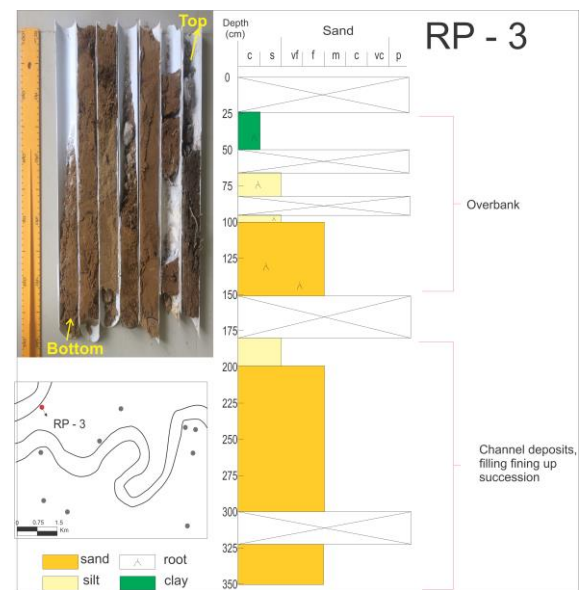 Top
Bottom
Depth
(cm)
Sand
RP - 3
c s vf f m c vc p
0
25
50
75
100
125
150
175
200
225
250
275
300
325
350
Overbank
Channel deposits,
filling fining up
succession
RP - 3
0 0.75 1.5
Km
sand
root
silt
clay